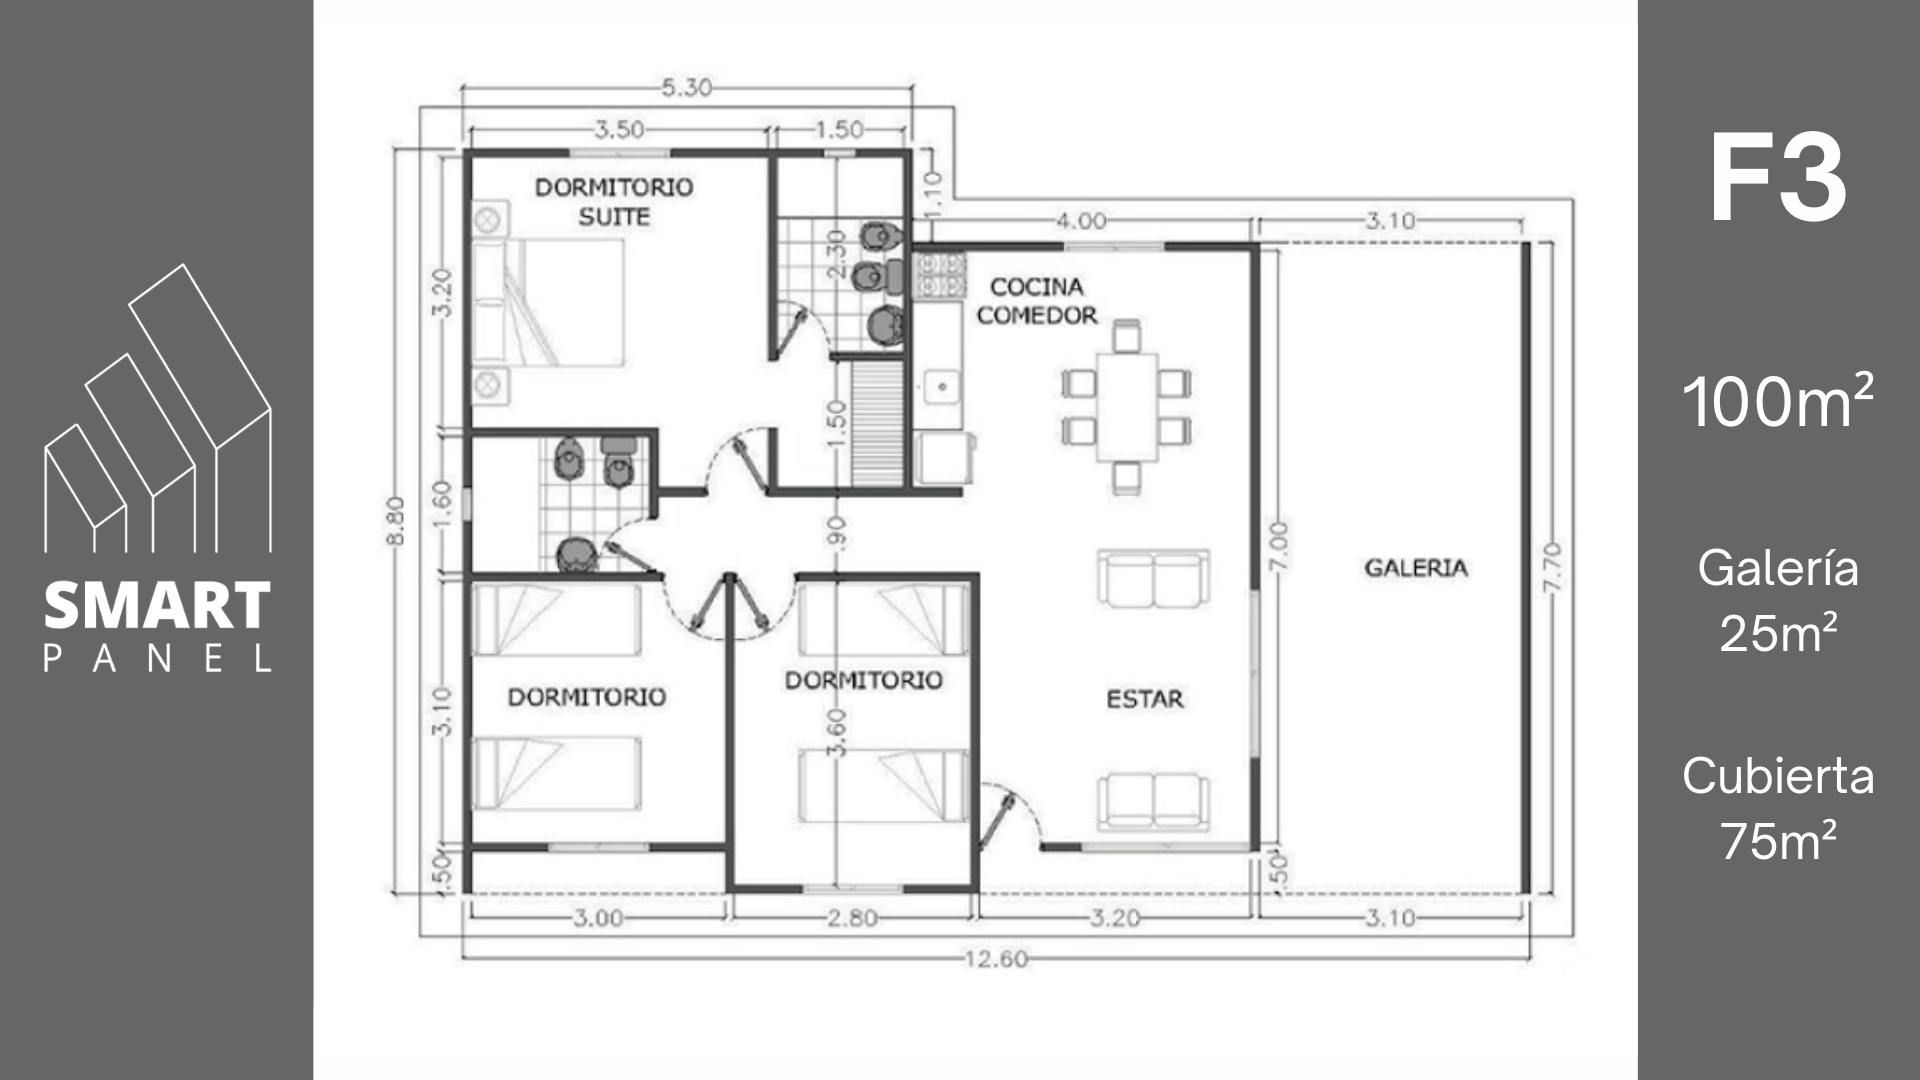 SMART
PANEL
5.30
3.50
1.50
DORMITORIO
SUITE
1.10
4.00
3.10
3.20
2.30
COCINA
COMEDOR
1.50
8.80
1.60
.90
7.00
GALERIA
7.70
DORMITORIO
DORMITORIO
ESTAR
3.10
3.60
.50
.50
3.00
2.80
3.20
3.10
12.60
F3
100m²
Galería
25m²
Cubierta
75m²